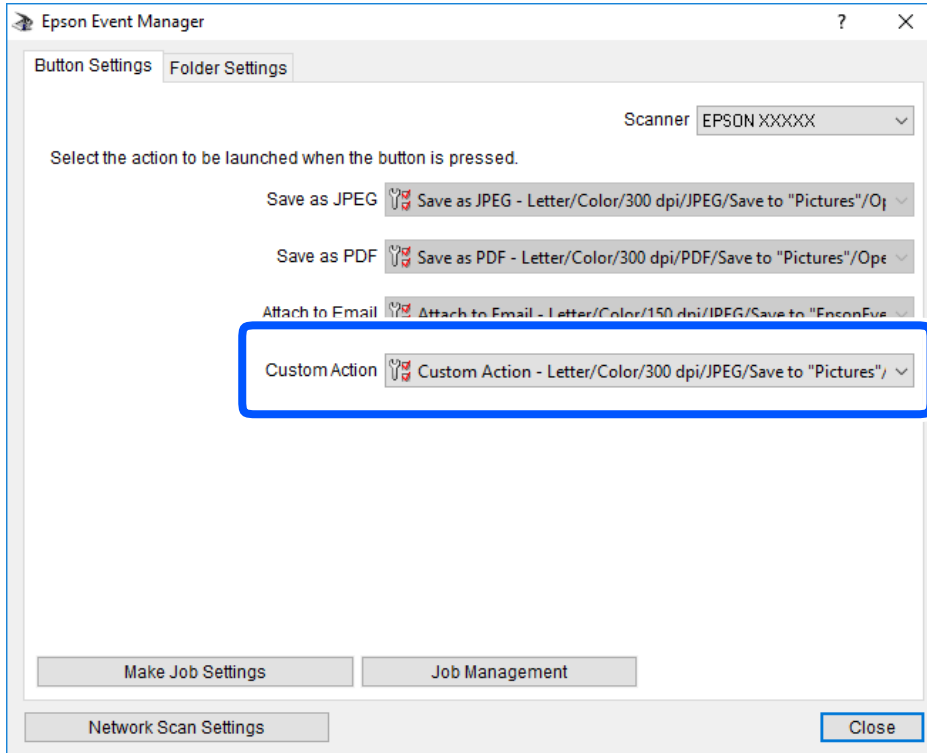 Epson Event Manager
Button Settings Folder Settings
Scanner EPSON XXXXX
Select the action to be launched when the button is pressed.
Save as JPEG Save as JPEG - Letter/Color/300 dpi/JPEG/Save to "Pictures"/Op
Save as PDF Save as PDF - Letter/Color/300 dpi/PDF/Save to "Pictures"/Ope
Attach to Email Attach to Email - Letter/Color/150 dpi/JPEG/Save to "EpsonEve
Custom Action Custom Action - Letter/Color/300 dpi/JPEG/Save to "Pictures"/
Make Job Settings Job Management
Network Scan Settings Close